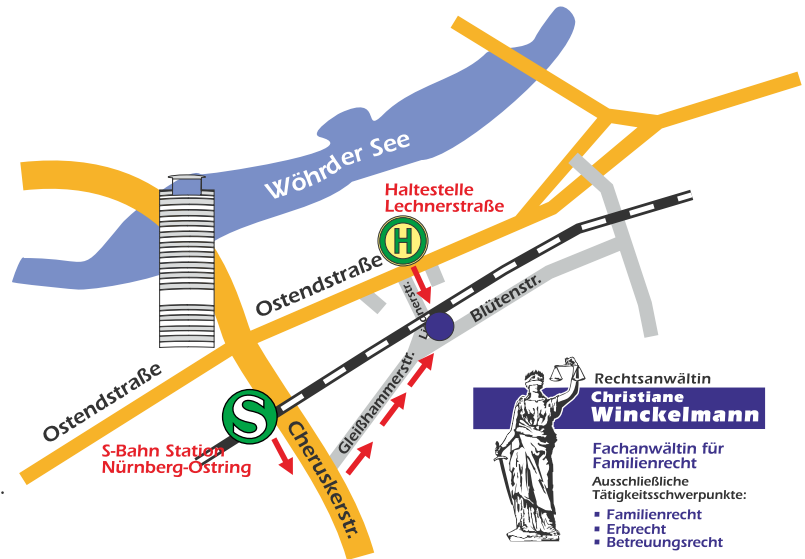 Wöhrder See
Haltestelle
Lechnerstraße
H
Ostendstraße
Blütenstr.
Ostendstraße
Gleißhammerstr.
S
S-Bahn Station
Nürnberg-Ostring
Cheruskerstr.
Rechtsanwältin
Christiane
Winckelmann
Fachanwältin für
Familienrecht
Ausschließliche
Tätigkeitsschwerpunkte:
▪ Familienrecht
▪ Erbrecht
▪ Betreuungsrecht